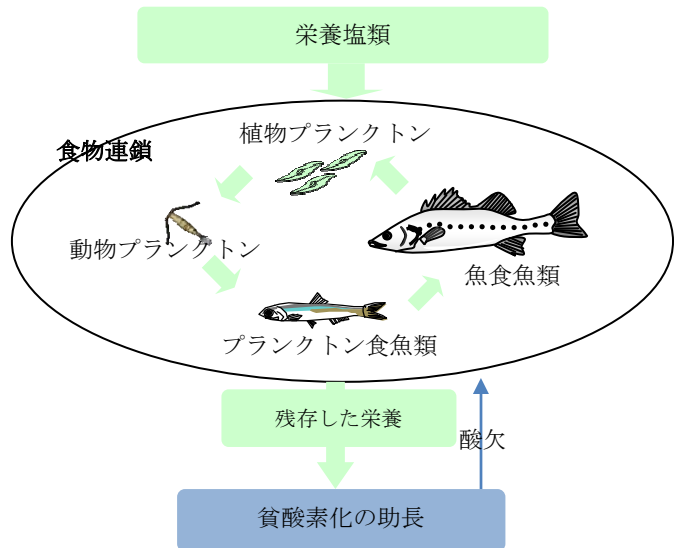 栄養塩類
植物プランクトン
食物連鎖
動物プランクトン
魚食魚類
プランクトン食魚類
残存した栄養
酸欠
貧酸素化の助長